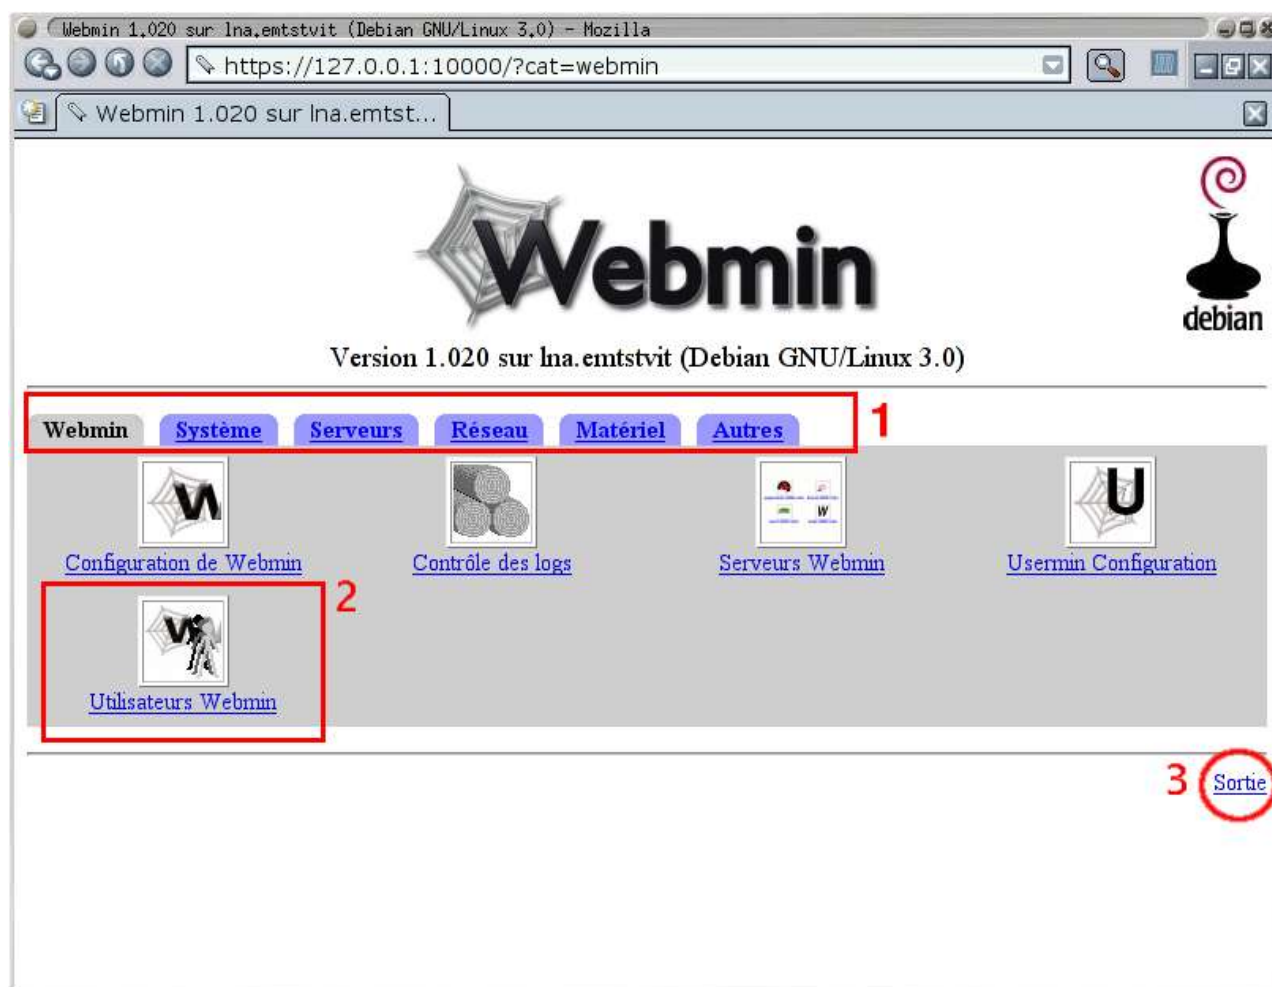 Webmin 1.020 sur lna.emtstvit (Debian GNU/Linux 3.0) - Mozilla
https://127.0.0.1:10000/?cat=webmin
Webmin 1.020 sur lna.emtst...
Webmin
debian
Version 1.020 sur lna.emtstvit (Debian GNU/Linux 3.0)
Webmin Système Serveurs Réseau Matériel Autres 1
Configuration de Webmin Contrôle des logs Serveurs Webmin Usermin Configuration
2
Utilisateurs Webmin
3 Sortie